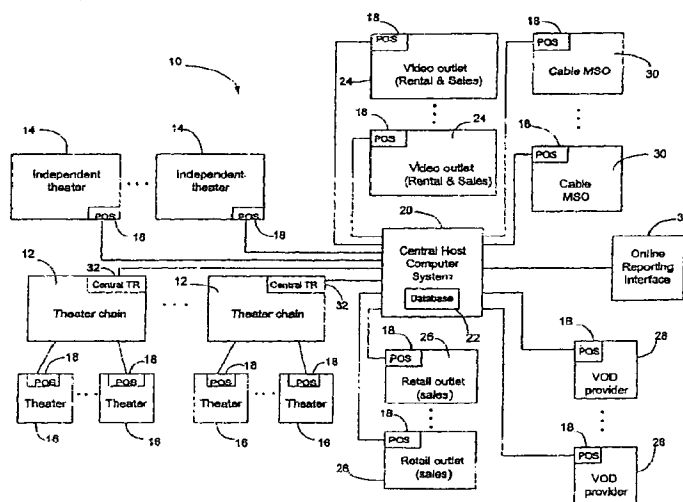 18
POS
24
Video outlet
(Rental & Sales)
18
POS
24
Video outlet
(Rental & Sales)
18
POS
30
Cable MSO
18
POS
30
Cable MSO
10
14
Independent
theater
POS
18
14
Independent
theater
POS
18
20
Central Host
Computer
System
Database
22
Online
Reporting
Interface
12
32
Central TR
Theater chain
12
Central TR
32
Theater chain
18
POS
Theater
16
18
POS
Theater
16
18
POS
Theater
16
18
POS
Theater
16
18
26
POS
Retail outlet
(sales)
18
POS
Retail outlet
(sales)
26
18
POS
28
VOD
provider
18
POS
28
VOD
provider